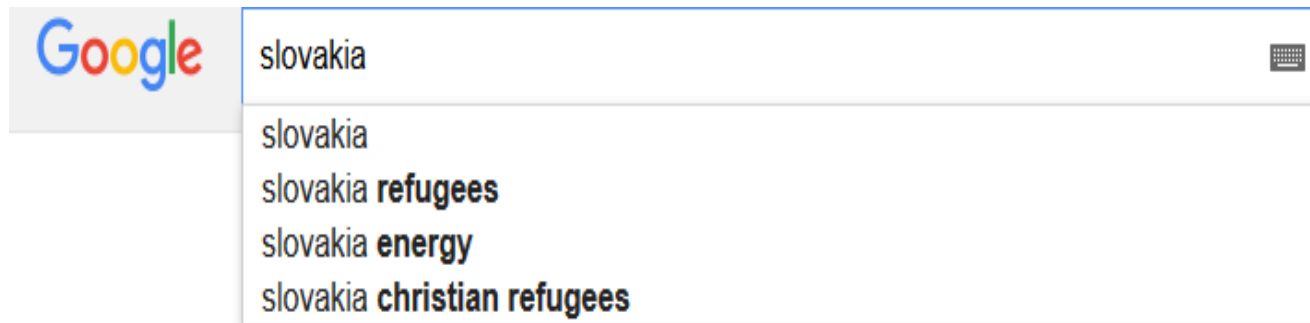 Google
slovakia
slovakia
slovakia refugees
slovakia energy
slovakia christian refugees